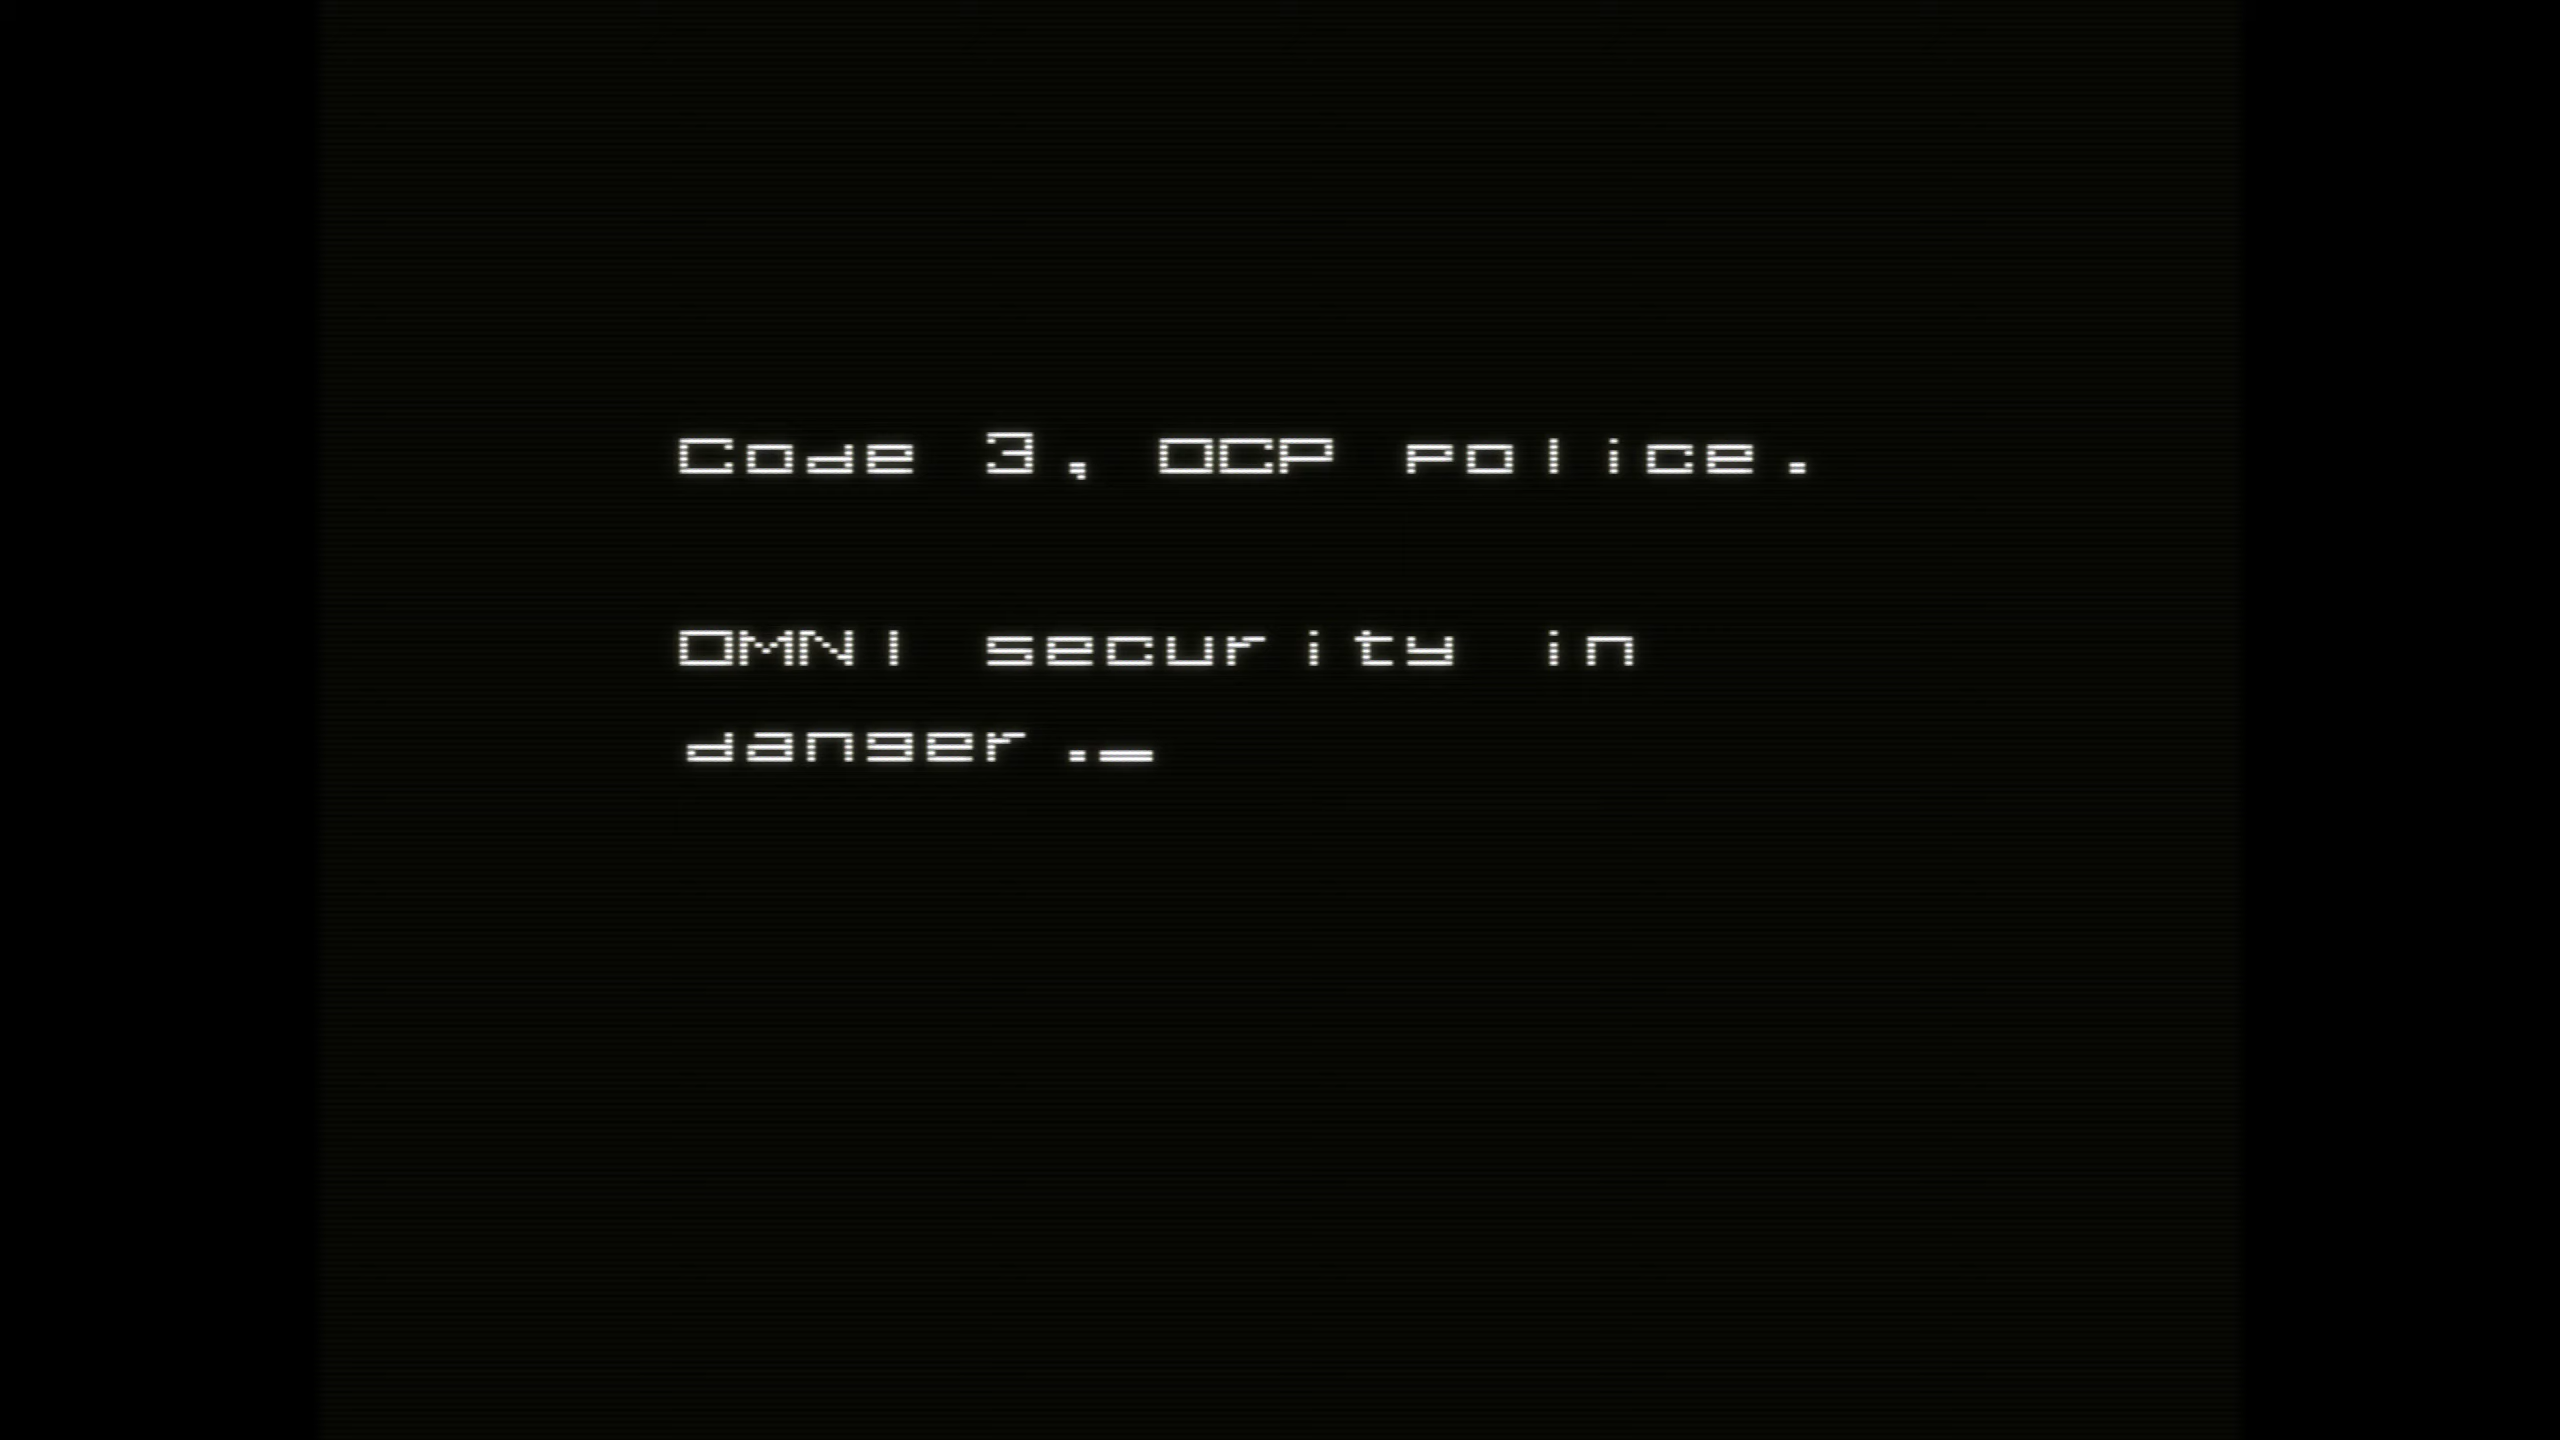 Code 3, OCP police.
OMNI security in
danger._